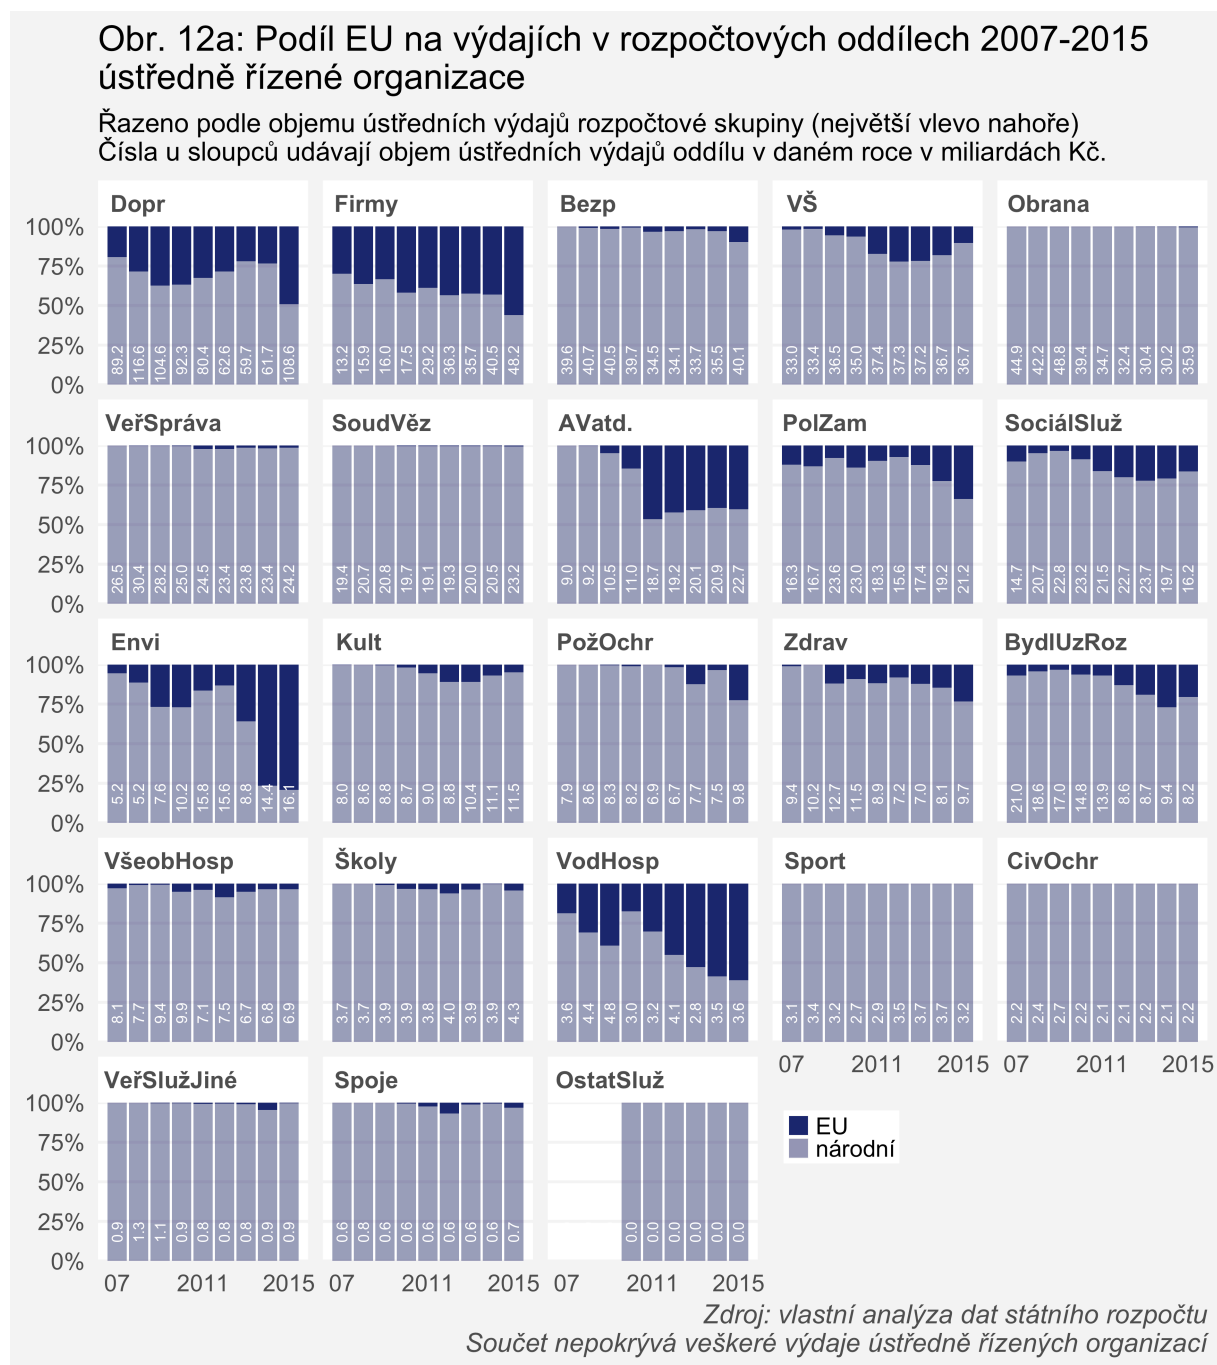 Obr. 12a: Podíl EU na výdajích v rozpočtových oddílech 2007-2015
ústředně řízené organizace
Řazeno podle objemu ústředních výdajů rozpočtové skupiny (největší vlevo nahoře)
Čísla u sloupců udávají objem ústředních výdajů oddílu v daném roce v miliardách Kč.
Dopr Firmy Bezp VŠ Obrana
100%
75%
50%
25%
0%
89.2 116.6 104.6 92.3 80.4 62.6 59.7 61.7 108.6
13.2 15.9 16.0 17.5 29.2 36.3 35.7 40.5 48.2
39.6 40.7 40.5 39.7 34.5 34.1 33.7 35.5 40.1
33.0 33.4 36.5 35.0 37.4 37.3 37.2 36.7 36.7
44.9 42.2 48.8 39.4 34.7 32.4 30.4 30.2 35.9
VeřSpráva SoudVěz AVatd. PolZam SociálSluž
100%
75%
50%
25%
0%
26.5 30.4 28.2 25.0 24.5 23.4 23.8 23.4 24.2
19.4 20.7 20.8 19.7 19.1 19.3 20.0 20.5 23.2
9.0 9.2 10.5 11.0 18.7 19.2 20.1 20.9 22.7
16.3 16.7 23.6 23.0 18.3 15.6 17.4 19.2 21.2
14.7 20.7 22.8 23.2 21.5 22.7 23.7 19.7 16.2
Envi Kult PožOchr Zdrav BydlUzRoz
100%
75%
50%
25%
0%
5.2 5.2 7.6 10.2 15.8 15.6 8.8 14.4 16.1
8.0 8.6 8.8 8.7 9.0 8.8 10.4 11.1 11.5
7.9 8.6 8.3 8.2 6.9 6.7 7.7 7.5 9.8
9.4 10.2 12.7 11.5 8.9 7.2 7.0 8.1 9.7
21.0 18.6 17.0 14.8 13.9 8.6 8.7 9.4 8.2
VšeobHosp Školy VodHosp Sport CivOchr
100%
75%
50%
25%
0%
8.1 7.7 9.4 9.9 7.1 7.5 6.7 6.8 6.9
3.7 3.7 3.9 3.9 3.8 4.0 3.9 3.9 4.3
3.6 4.4 4.8 3.0 3.2 4.1 2.8 3.5 3.6
3.1 3.4 3.2 2.7 2.9 3.5 3.7 3.7 3.2
2.2 2.4 2.7 2.2 2.1 2.1 2.2 2.1 2.2
07 2011 2015 07 2011 2015
VeřSlužJiné Spoje OstatSluž
100%
75%
50%
25%
0%
0.9 1.3 1.1 0.9 0.8 0.8 0.8 0.9 0.9
0.6 0.8 0.6 0.6 0.6 0.6 0.6 0.6 0.7
0.0 0.0 0.0 0.0 0.0 0.0
07 2011 2015 07 2011 2015 07 2011 2015
EU
národní
Zdroj: vlastní analýza dat státního rozpočtu
Součet nepokrývá veškeré výdaje ústředně řízených organizací